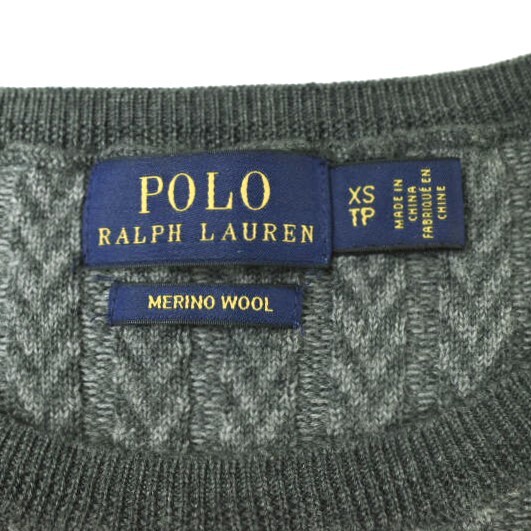 POLO
RALPH LAUREN
XS
TP
MADE IN
CHINA
FABRIQUÉ EN
CHINE
MERINO WOOL